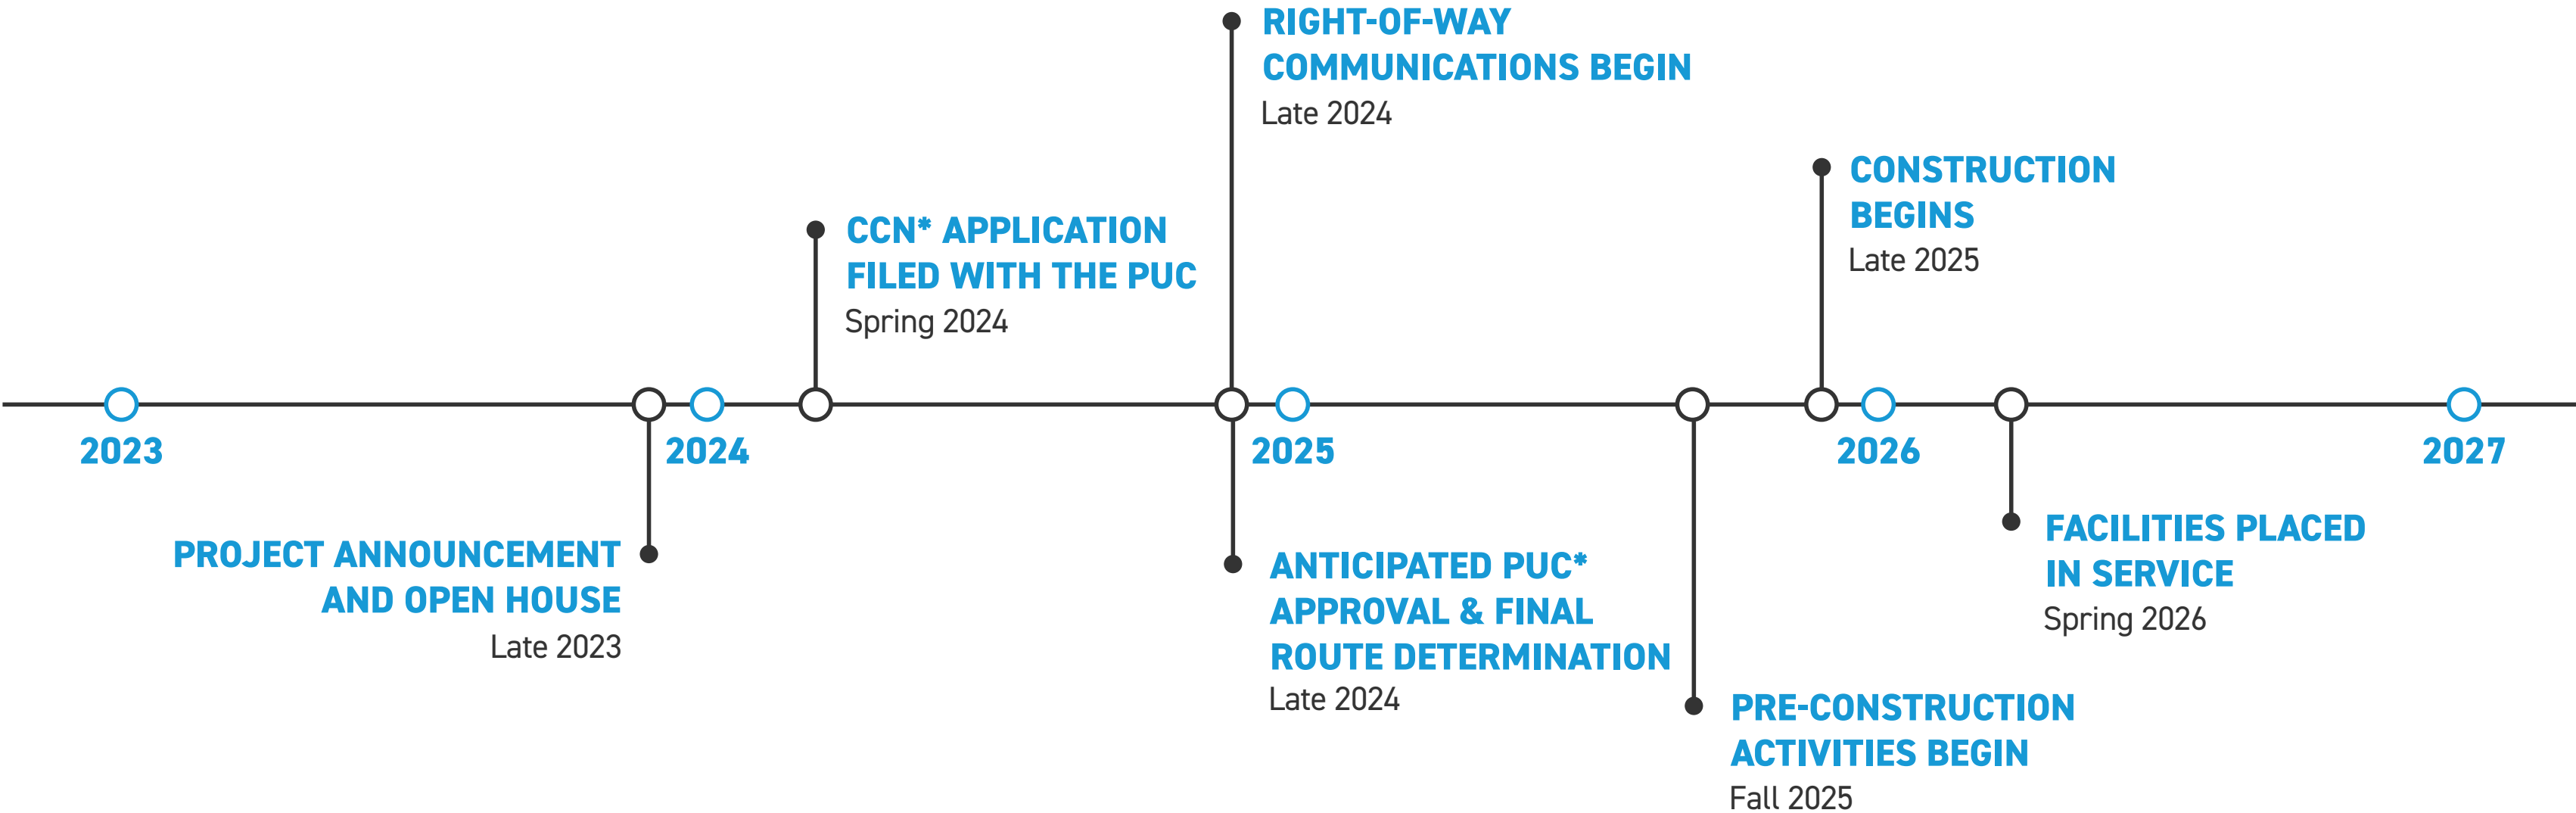 RIGHT-OF-WAY
COMMUNICATIONS BEGIN
Late 2024
CONSTRUCTION
BEGINS
Late 2025
CCN* APPLICATION
FILED WITH THE PUC
Spring 2024
2023
2024
2025
2026
2027
PROJECT ANNOUNCEMENT
AND OPEN HOUSE
Late 2023
ANTICIPATED PUC*
APPROVAL & FINAL
ROUTE DETERMINATION
Late 2024
FACILITIES PLACED
IN SERVICE
Spring 2026
PRE-CONSTRUCTION
ACTIVITIES BEGIN
Fall 2025